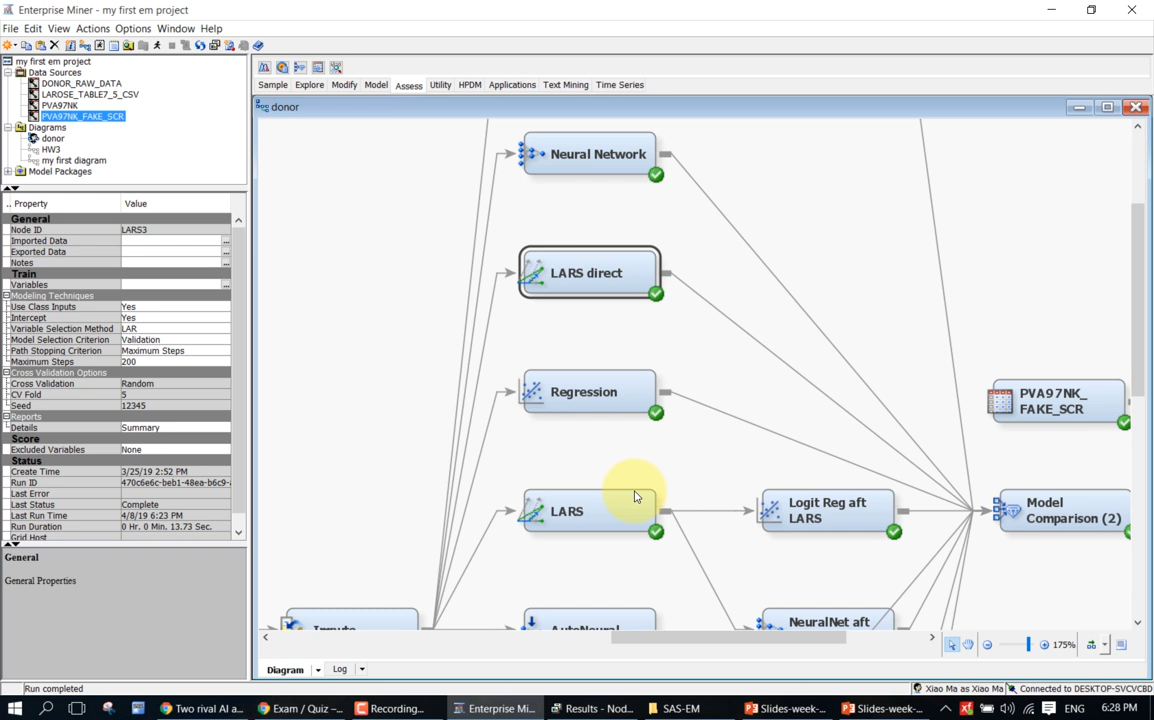 Enterprise Miner - my first em project
File Edit View Actions Options Window Help
my first em project
Data Sources
DONOR_RAW_DATA
LAROSE_TABLE7_5_CSV
PVA97NK
PVA97NK_FAKE_SCR
Diagrams
donor
HW3
my first diagram
Model Packages
Sample Explore Modify Model Assess Utility HPDM Applications Text Mining Time Series
donor
.. Property Value
General
Node ID LARS3
Imported Data ...
Exported Data ...
Notes ...
Train
Variables ...
Modeling Techniques
Use Class Inputs Yes
Intercept Yes
Variable Selection Method LAR
Model Selection Criterion Validation
Path Stopping Criterion Maximum Steps
Maximum Steps 200
Cross Validation Options
Cross Validation Random
CV Fold 5
Seed 12345
Reports
Details Summary
Score
Excluded Variables None
Status
Create Time 3/25/19 2:52 PM
Run ID 470c6e6c-beb1-48ea-b6c9-
Last Error
Last Status Complete
Last Run Time 4/8/19 6:23 PM
Run Duration 0 Hr. 0 Min. 13.73 Sec.
Grid Host
General
General Properties
Neural Network
LARS direct
Regression
PVA97NK_
FAKE_SCR
LARS
Logit Reg aft
LARS
Model
Comparison (2)
Impute
AutoNeural
NeuralNet aft
175%
Diagram Log
Run completed
Xiao Ma as Xiao Ma Connected to DESKTOP-SVCVCBD
Two rival AI a... Exam / Quiz –... Recording... Enterprise Mi... Results - Nod... SAS-EM Slides-week-... Slides-week-... ENG 6:28 PM